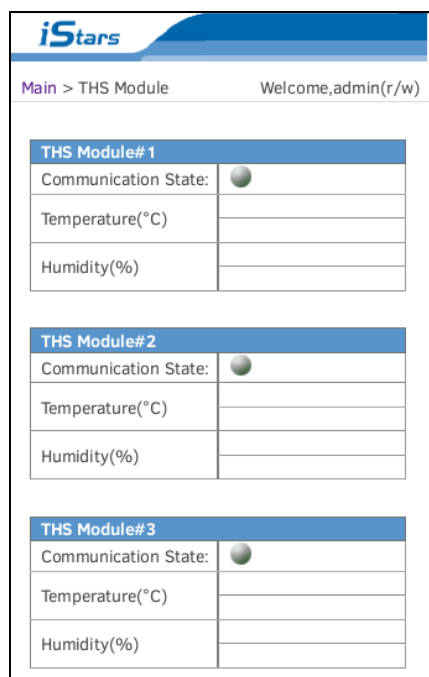 iStars
Main > THS Module Welcome,admin(r/w)
THS Module#1
Communication State:
Temperature(°C)
Humidity(%)
THS Module#2
Communication State:
Temperature(°C)
Humidity(%)
THS Module#3
Communication State:
Temperature(°C)
Humidity(%)